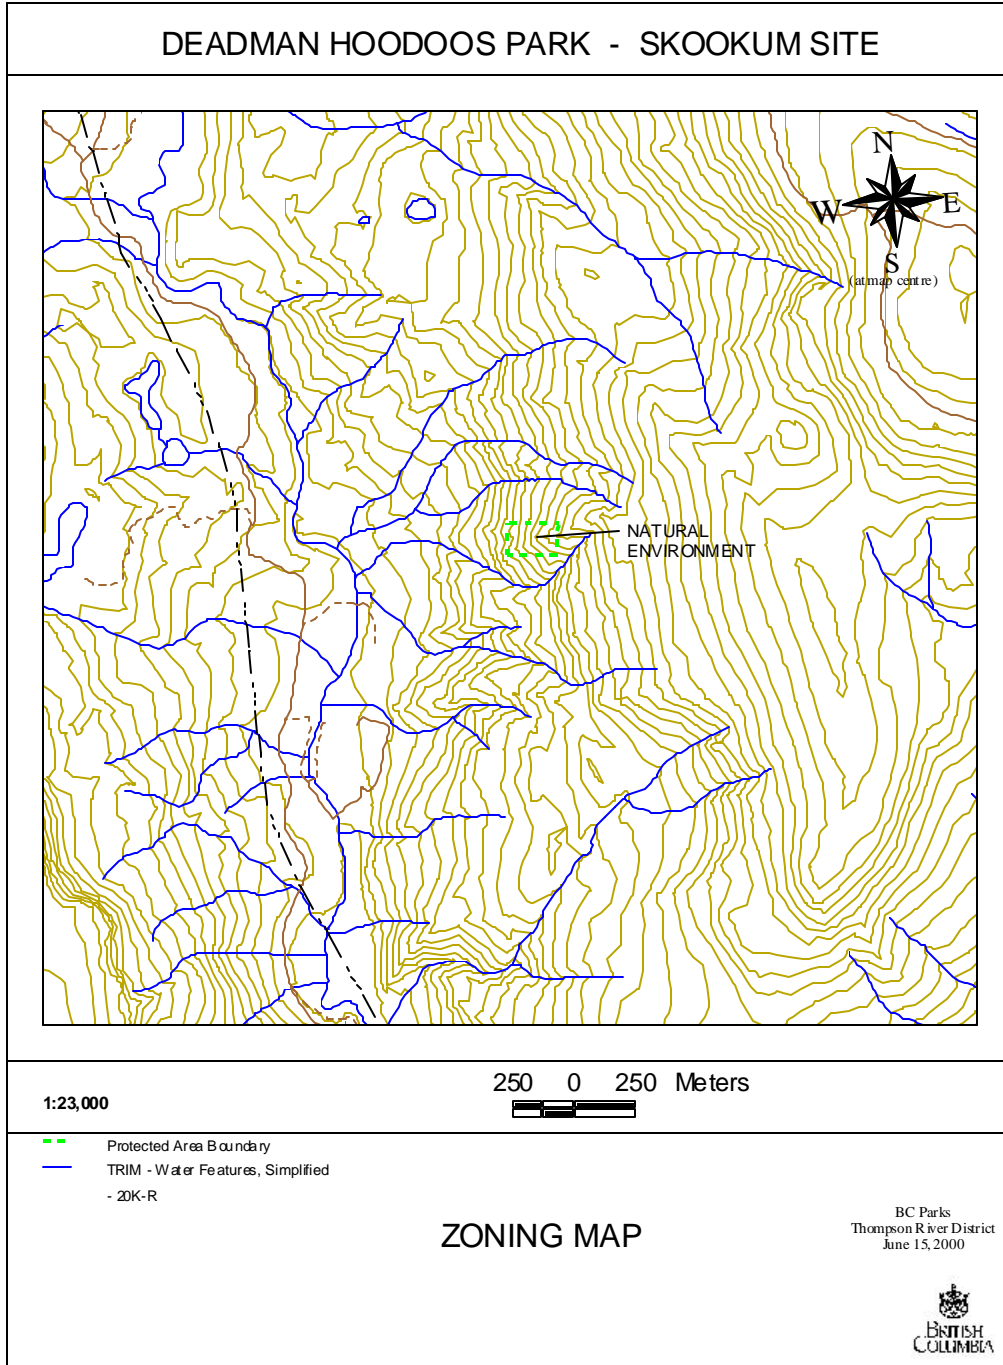 DEADMAN HOODOOS PARK - SKOOKUM SITE
N
W
E
S
(at map centre)
NATURAL
ENVIRONMENT
250 0 250 Meters
1:23,000
Protected Area Boundary
TRIM - Water Features, Simplified
- 20K-R
ZONING MAP
BC Parks
Thompson River District
June 15, 2000
BRITISH
COLUMBIA